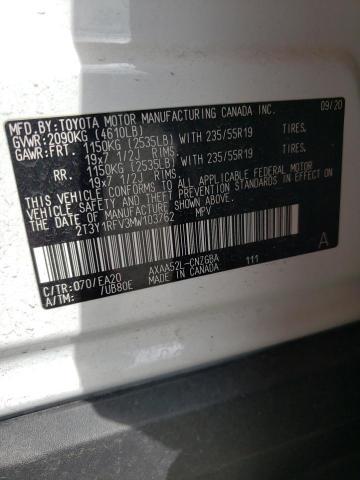 MFD.BY:TOYOTA MOTOR MANUFACTURING CANADA INC. 09/20
GVWR: 2090KG (4610LB)
GAWR:FRT. 1150KG (2535LB) WITH 235/55R19 TIRES.
19x7 1/2J RIMS.
RR. 1150KG (2535LB) WITH 235/55R19 TIRES.
19x7 1/2J RIMS.
THIS VEHICLE CONFORMS TO ALL APPLICABLE FEDERAL MOTOR
VEHICLE SAFETY, BUMPER, AND THEFT PREVENTION STANDARDS
IN EFFECT ON THE DATE OF MANUFACTURE SHOWN ABOVE.
2T3Y1RFV3MW103762 MPV
A
C/TR:070/EA20 AXAA52L-CNZGBA 111
A/TM: /UB80E MADE IN CANADA